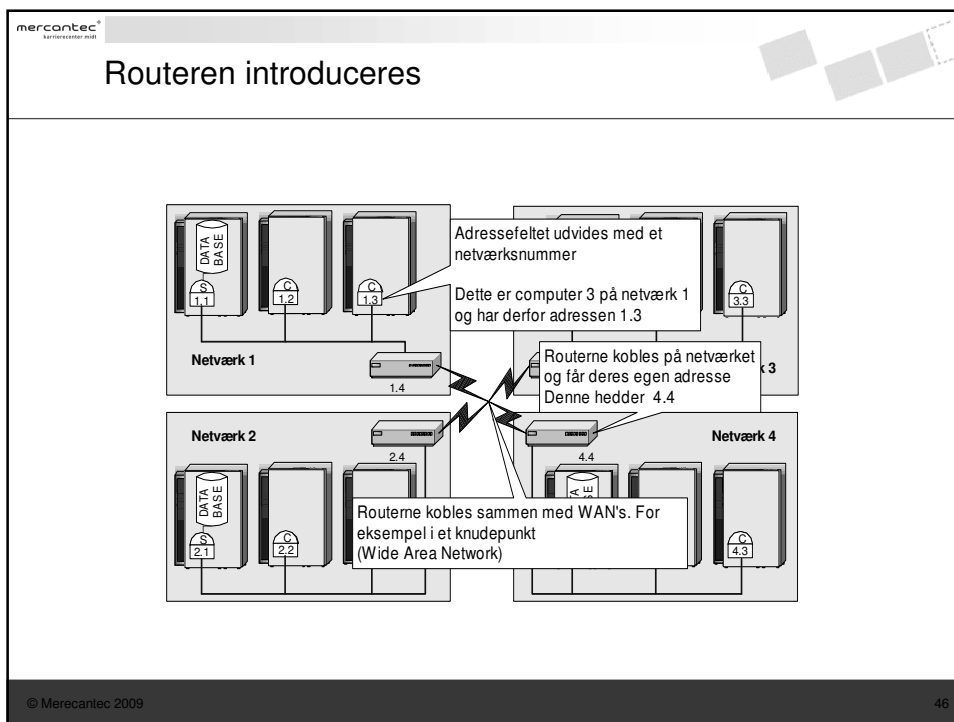 mercantec+
karrierecenter midt
Routeren introduceres
DATA
BASE
S
1.1
C
1.2
C
1.3
Adressefeltet udvides med et
netværksnummer
Dette er computer 3 på netværk 1
og har derfor adressen 1.3
C
3.3
Netværk 1
1.4
Routerne kobles på netværket
og får deres egen adresse
Denne hedder 4.4
k 3
Netværk 2
2.4
4.4
Netværk 4
DATA
BASE
S
2.1
C
2.2
Routerne kobles sammen med WAN's. For
eksempel i et knudepunkt
(Wide Area Network)
C
4.3
© Merecantec 2009
46